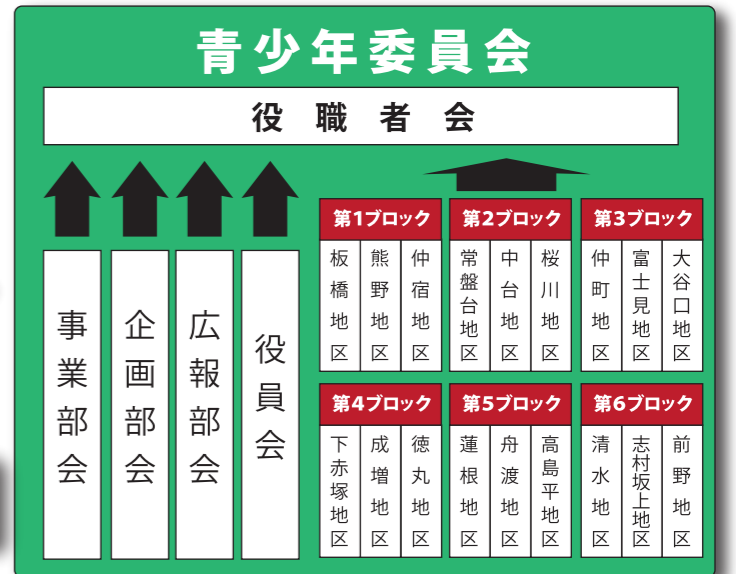 青少年委員会
役職者会
事業部会
企画部会
広報部会
役員会
第1ブロック
板橋地区
熊野地区
仲宿地区
第2ブロック
常盤台地区
中台地区
桜川地区
第3ブロック
仲町地区
富士見地区
大谷口地区
第4ブロック
下赤塚地区
成増地区
徳丸地区
第5ブロック
蓮根地区
舟渡地区
高島平地区
第6ブロック
清水地区
志村坂上地区
前野地区